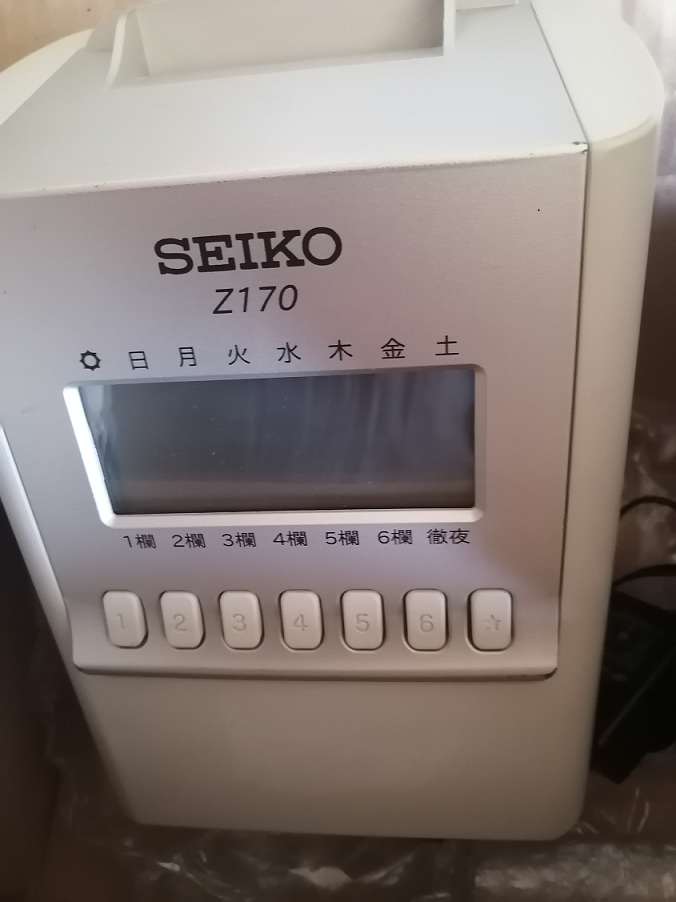 SEIKO
Z170
日 月 火 水 木 金 土
1欄 2欄 3欄 4欄 5欄 6欄 徹夜
1 2 3 4 5 6 ☆